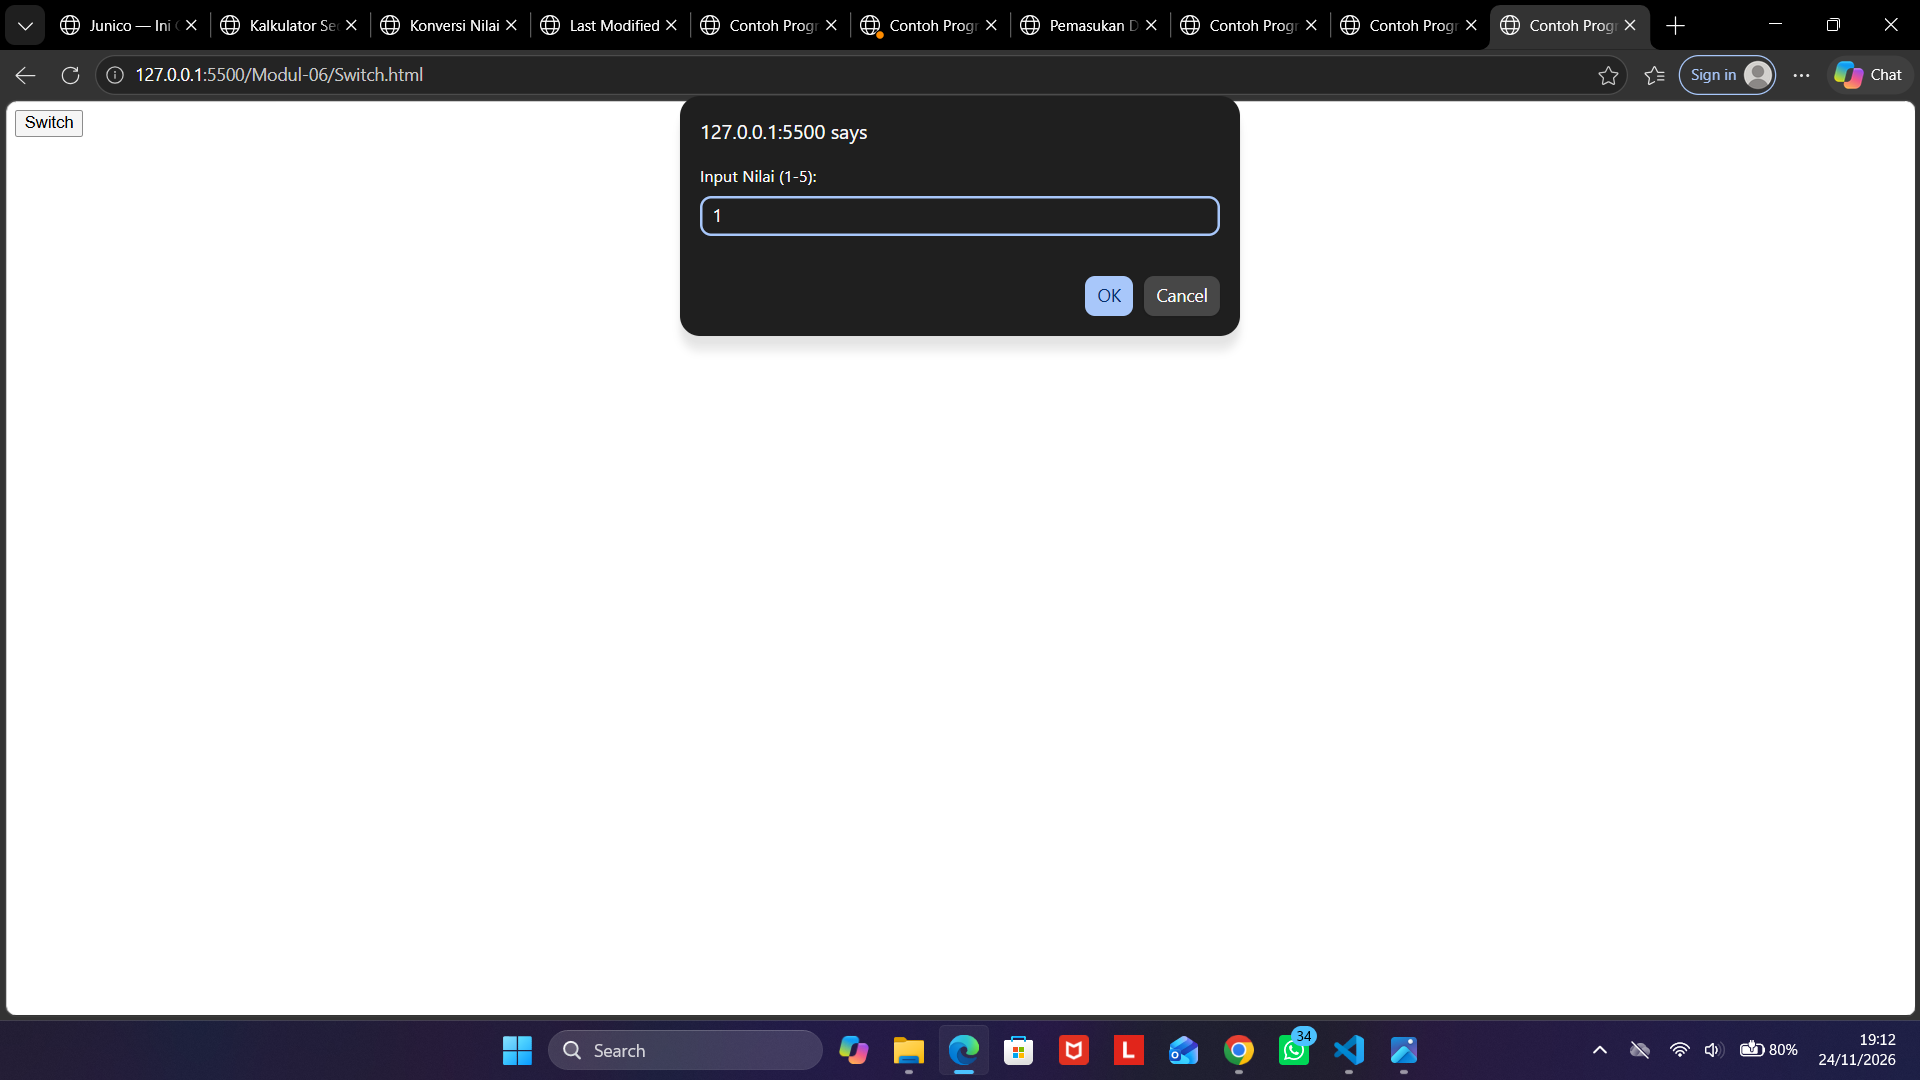 Junico — Ini
Kalkulator Se
Konversi Nilai
Last Modified
Contoh Progr
Contoh Progr
Pemasukan D
Contoh Progr
Contoh Progr
Contoh Progr
127.0.0.1:5500/Modul-06/Switch.html
Sign in
Chat
Switch
127.0.0.1:5500 says
Input Nilai (1-5):
1
OK
Cancel
Search
L
34
80%
19:12
24/11/2026